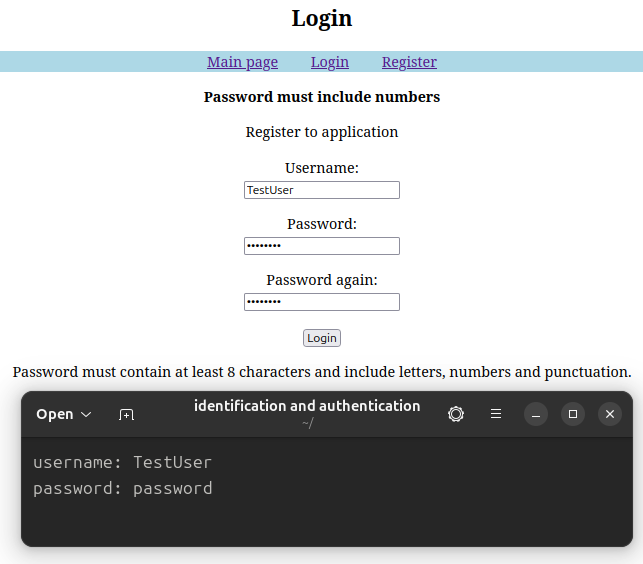 Login
Main page Login Register
Password must include numbers
Register to application
Username:
TestUser
Password:
••••••••
Password again:
••••••••
Login
Password must contain at least 8 characters and include letters, numbers and punctuation.
Open identification and authentication
~/
username: TestUser
password: password